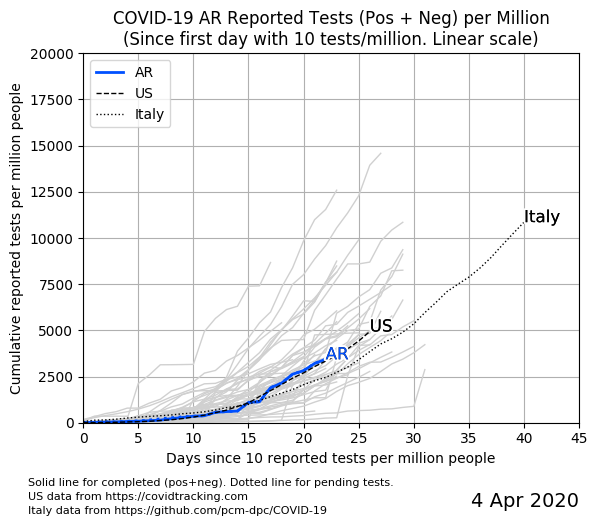 COVID-19 AR Reported Tests (Pos + Neg) per Million
(Since first day with 10 tests/million. Linear scale)
Cumulative reported tests per million people
20000
17500
15000
12500
10000
7500
5000
2500
0
AR
US
Italy
Italy
US
AR
0 5 10 15 20 25 30 35 40 45
Days since 10 reported tests per million people
Solid line for completed (pos+neg). Dotted line for pending tests.
US data from https://covidtracking.com
Italy data from https://github.com/pcm-dpc/COVID-19
4 Apr 2020